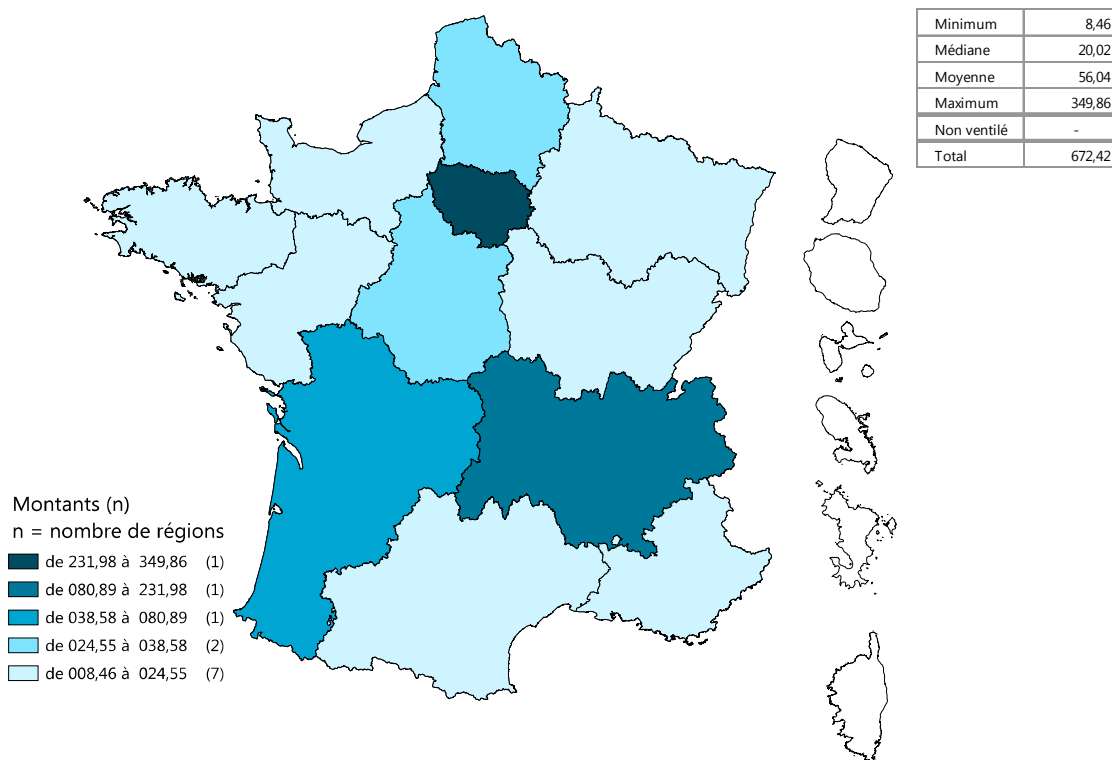 Minimum 8,46
Médiane 20,02
Moyenne 56,04
Maximum 349,86
Non ventilé -
Total 672,42
Montants (n)
n = nombre de régions
de 231,98 à 349,86 (1)
de 080,89 à 231,98 (1)
de 038,58 à 080,89 (1)
de 024,55 à 038,58 (2)
de 008,46 à 024,55 (7)